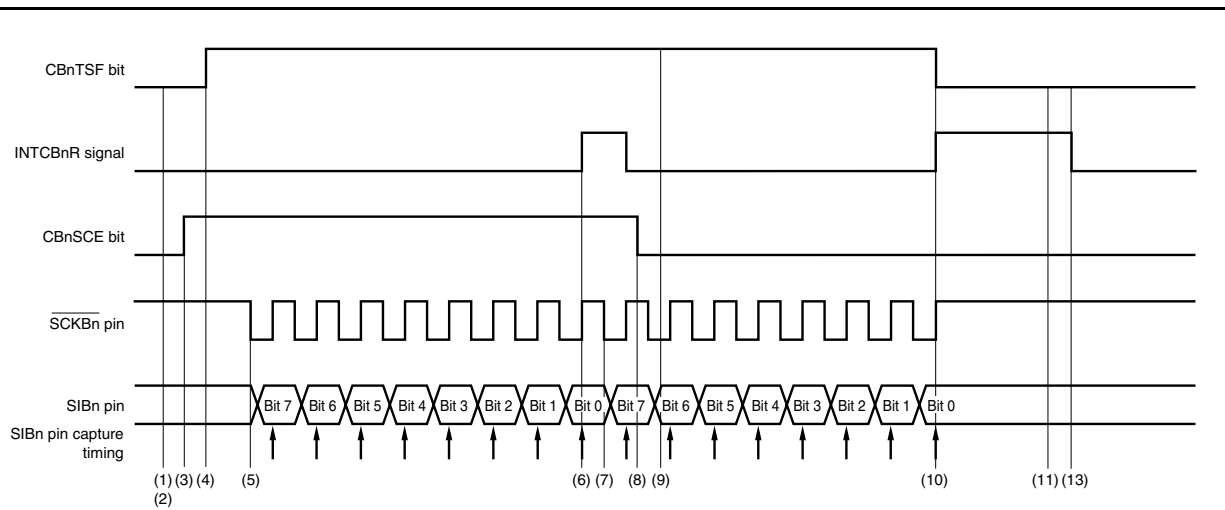 CBnTSF bit
INTCBnR signal
CBnSCE bit
SCKBn pin
SIBn pin
Bit 7 Bit 6 Bit 5 Bit 4 Bit 3 Bit 2 Bit 1 Bit 0 Bit 7 Bit 6 Bit 5 Bit 4 Bit 3 Bit 2 Bit 1 Bit 0
SIBn pin capture
timing
(1) (3) (4) (5) (6) (7) (8) (9) (10) (11) (13)
(2)